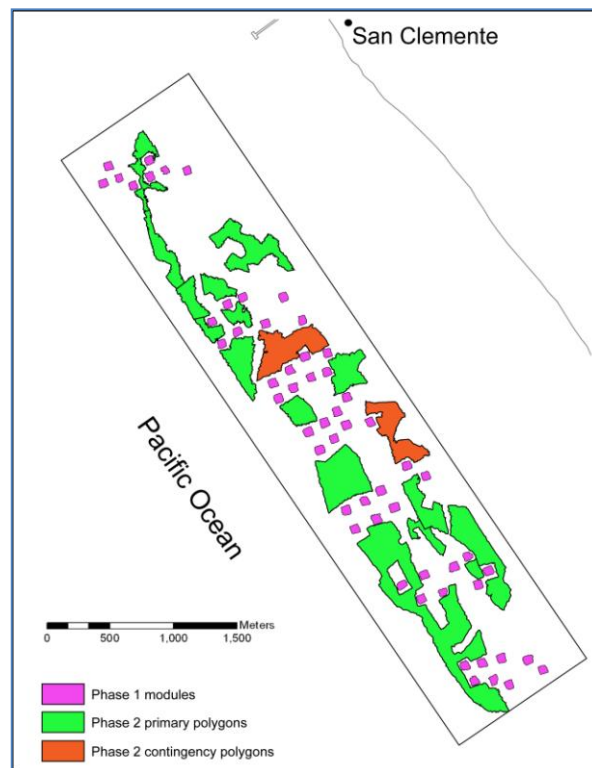 San Clemente
Pacific Ocean
Meters
0 500 1,000 1,500
Phase 1 modules
Phase 2 primary polygons
Phase 2 contingency polygons